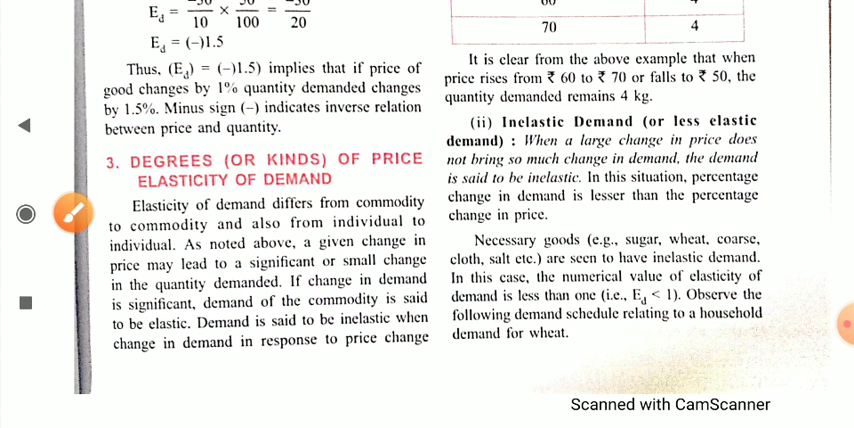 E_d = 10 × 100 = 20
E_d = (–)1.5
Thus, (E_d) = (–)1.5) implies that if price of
good changes by 1% quantity demanded changes
by 1.5%. Minus sign (–) indicates inverse relation
between price and quantity.
3. DEGREES (OR KINDS) OF PRICE
ELASTICITY OF DEMAND
Elasticity of demand differs from commodity
to commodity and also from individual to
individual. As noted above, a given change in
price may lead to a significant or small change
in the quantity demanded. If change in demand
is significant, demand of the commodity is said
to be elastic. Demand is said to be inelastic when
change in demand in response to price change
70 4
It is clear from the above example that when
price rises from ₹ 60 to ₹ 70 or falls to ₹ 50, the
quantity demanded remains 4 kg.
(ii) Inelastic Demand (or less elastic
demand) : When a large change in price does
not bring so much change in demand, the demand
is said to be inelastic. In this situation, percentage
change in demand is lesser than the percentage
change in price.
Necessary goods (e.g., sugar, wheat, coarse,
cloth, salt etc.) are seen to have inelastic demand.
In this case, the numerical value of elasticity of
demand is less than one (i.e., E_d < 1). Observe the
following demand schedule relating to a household
demand for wheat.
Scanned with CamScanner